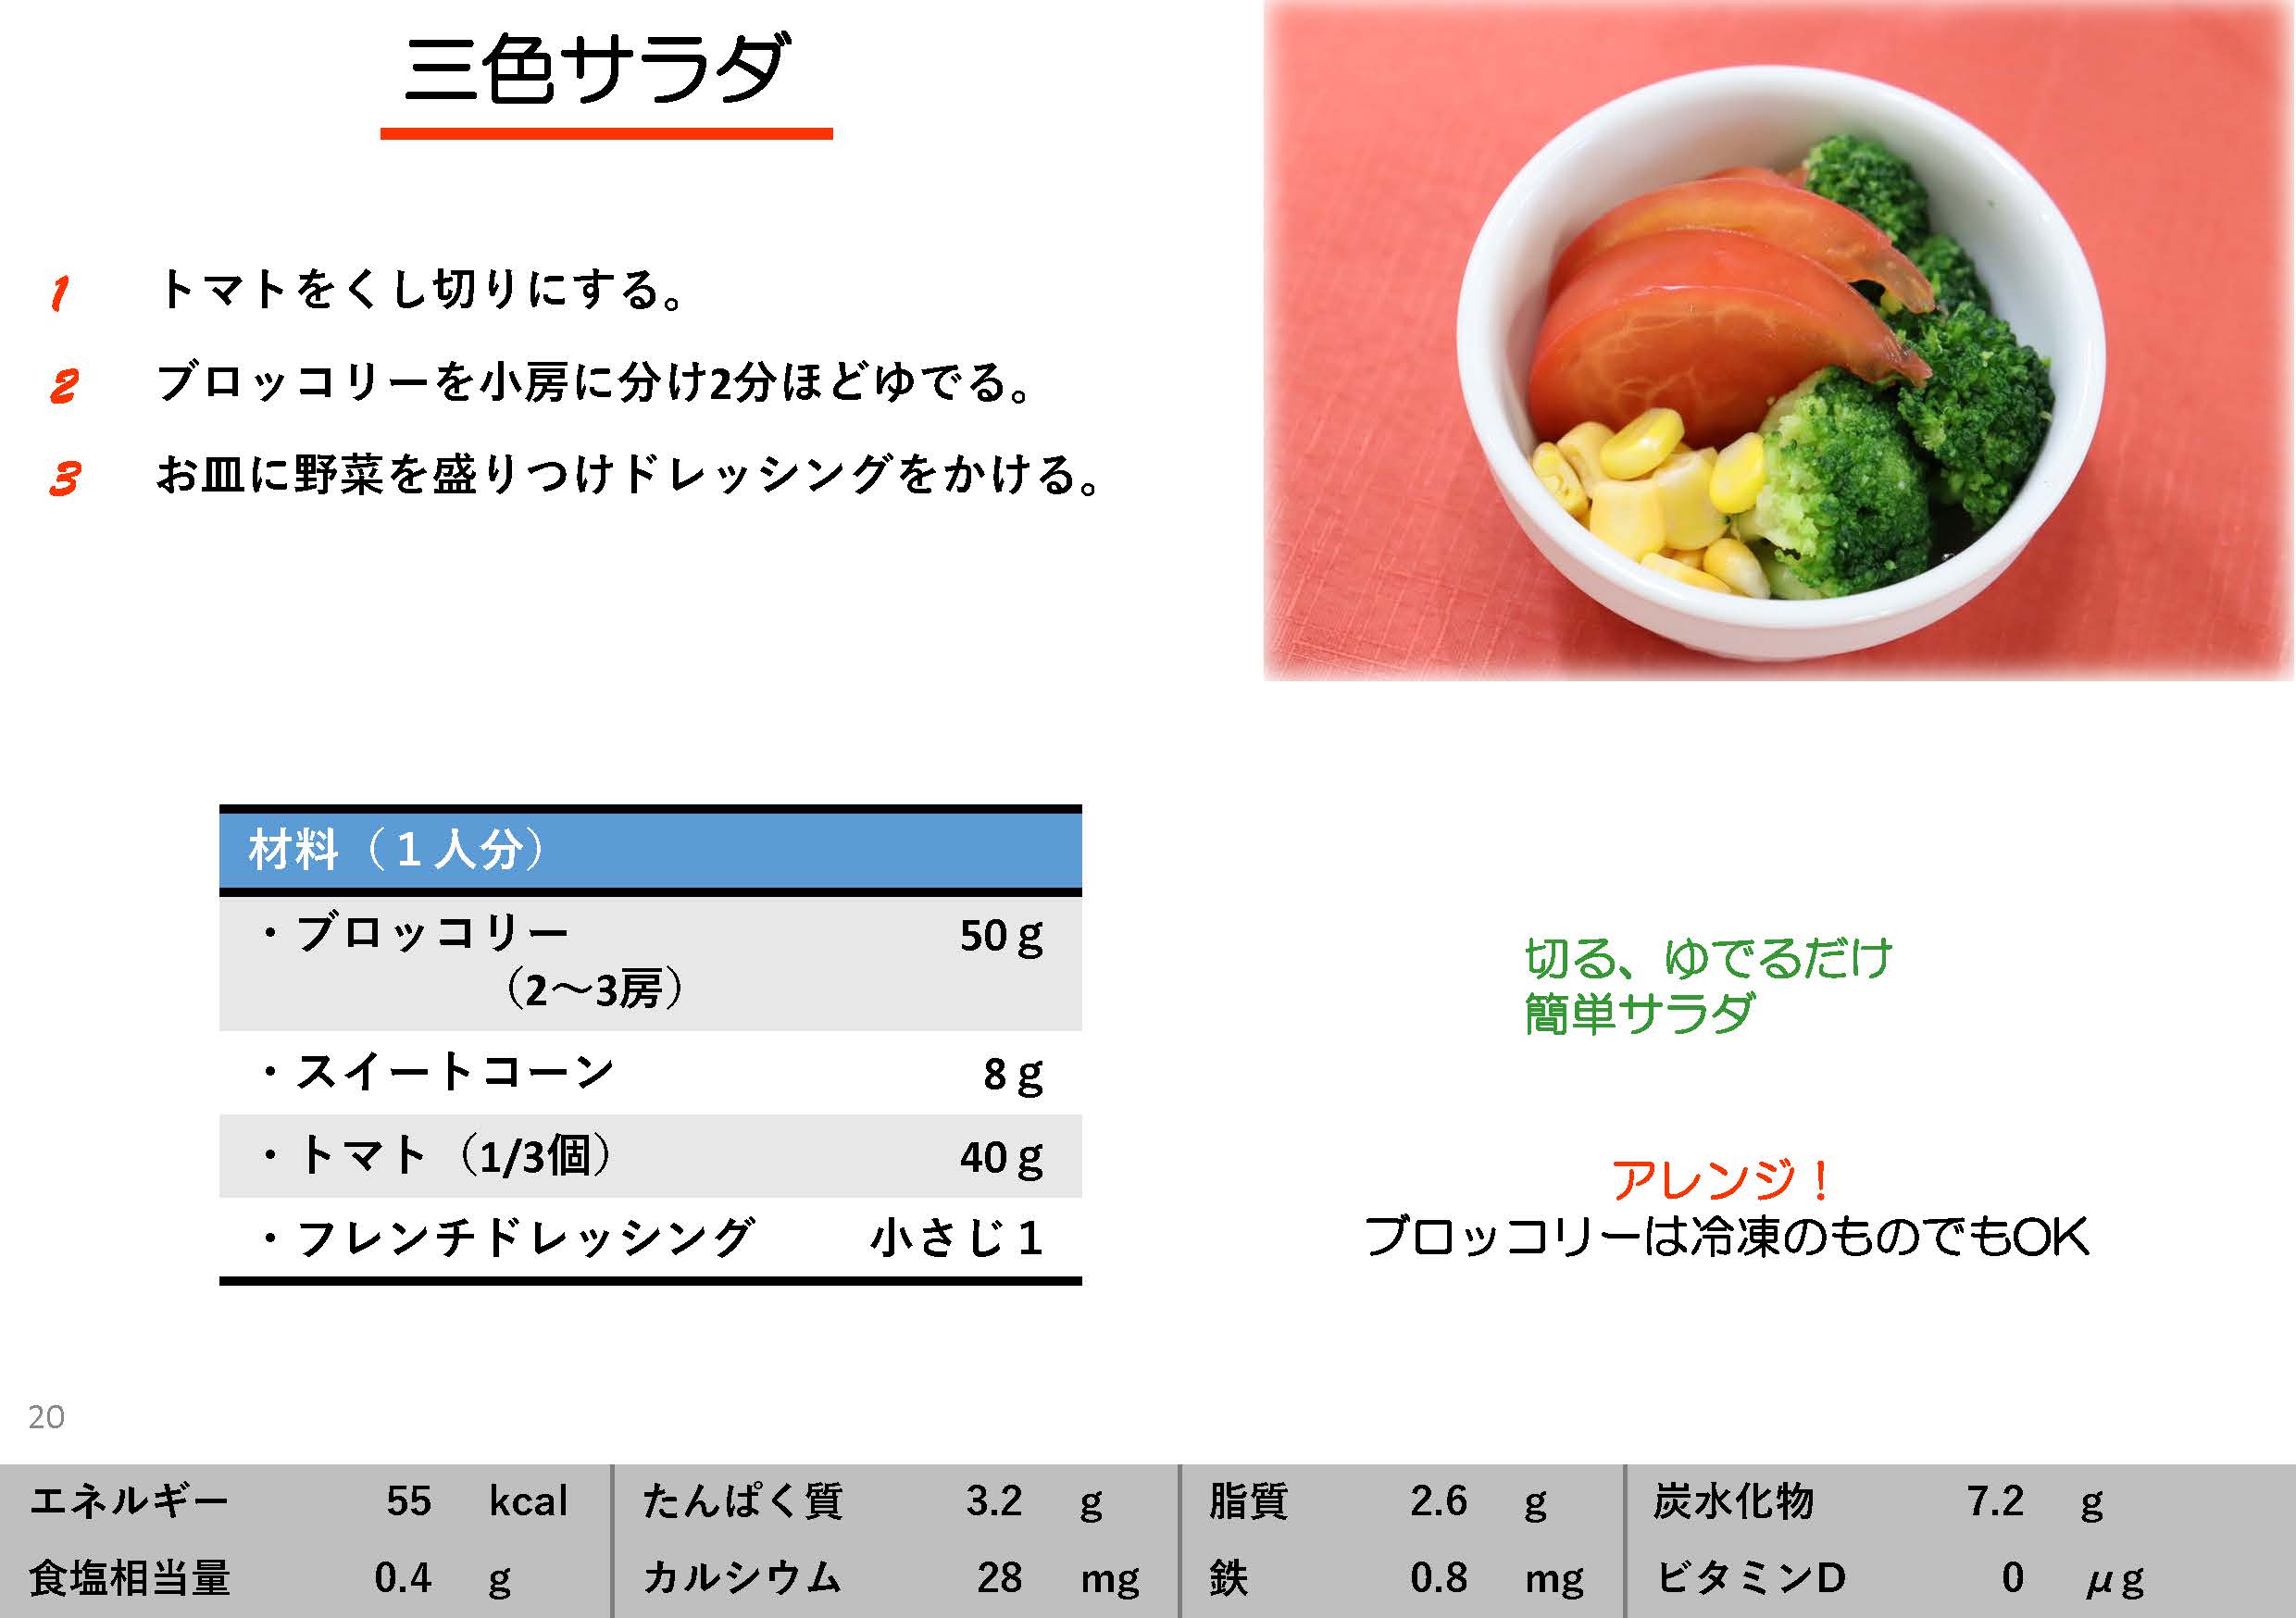 三色サラダ
1 トマトをくし切りにする。
2 ブロッコリーを小房に分け2分ほどゆでる。
3 お皿に野菜を盛りつけドレッシングをかける。
材料（１人分）
・ブロッコリー 50ｇ
（2～3房）
・スイートコーン 8ｇ
・トマト（1/3個） 40ｇ
・フレンチドレッシング 小さじ１
切る、ゆでるだけ
簡単サラダ
アレンジ！
ブロッコリーは冷凍のものでもOK
20
エネルギー 55 kcal たんぱく質 3.2 g 脂質 2.6 g 炭水化物 7.2 g
食塩相当量 0.4 g カルシウム 28 mg 鉄 0.8 mg ビタミンD 0 μg